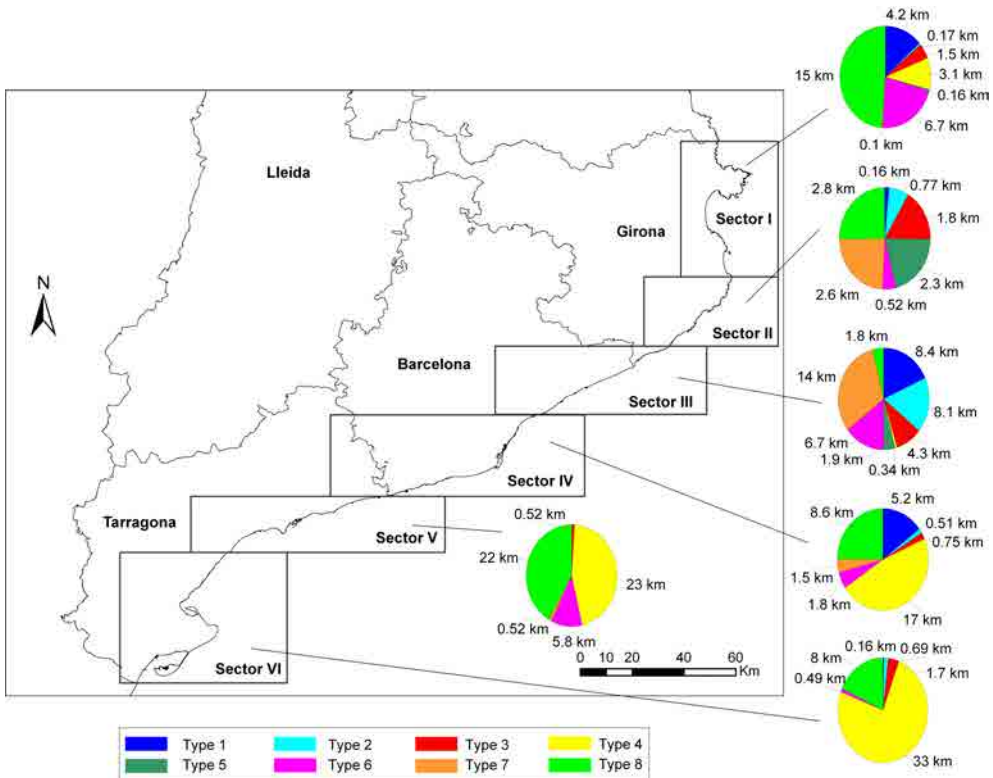 4.2 km
0.17 km
1.5 km
3.1 km
0.16 km
6.7 km
0.1 km
15 km
0.16 km
0.77 km
1.8 km
2.3 km
0.52 km
2.6 km
2.8 km
1.8 km
8.4 km
8.1 km
4.3 km
0.34 km
1.9 km
6.7 km
14 km
5.2 km
0.51 km
0.75 km
17 km
1.8 km
1.5 km
8.6 km
0.52 km
23 km
5.8 km
0.52 km
22 km
0.16 km
0.69 km
1.7 km
33 km
0.49 km
8 km
Lleida
Girona
Barcelona
Tarragona
N
Sector I
Sector II
Sector III
Sector IV
Sector V
Sector VI
0 10 20 40 60
Km
Type 1 Type 2 Type 3 Type 4
Type 5 Type 6 Type 7 Type 8